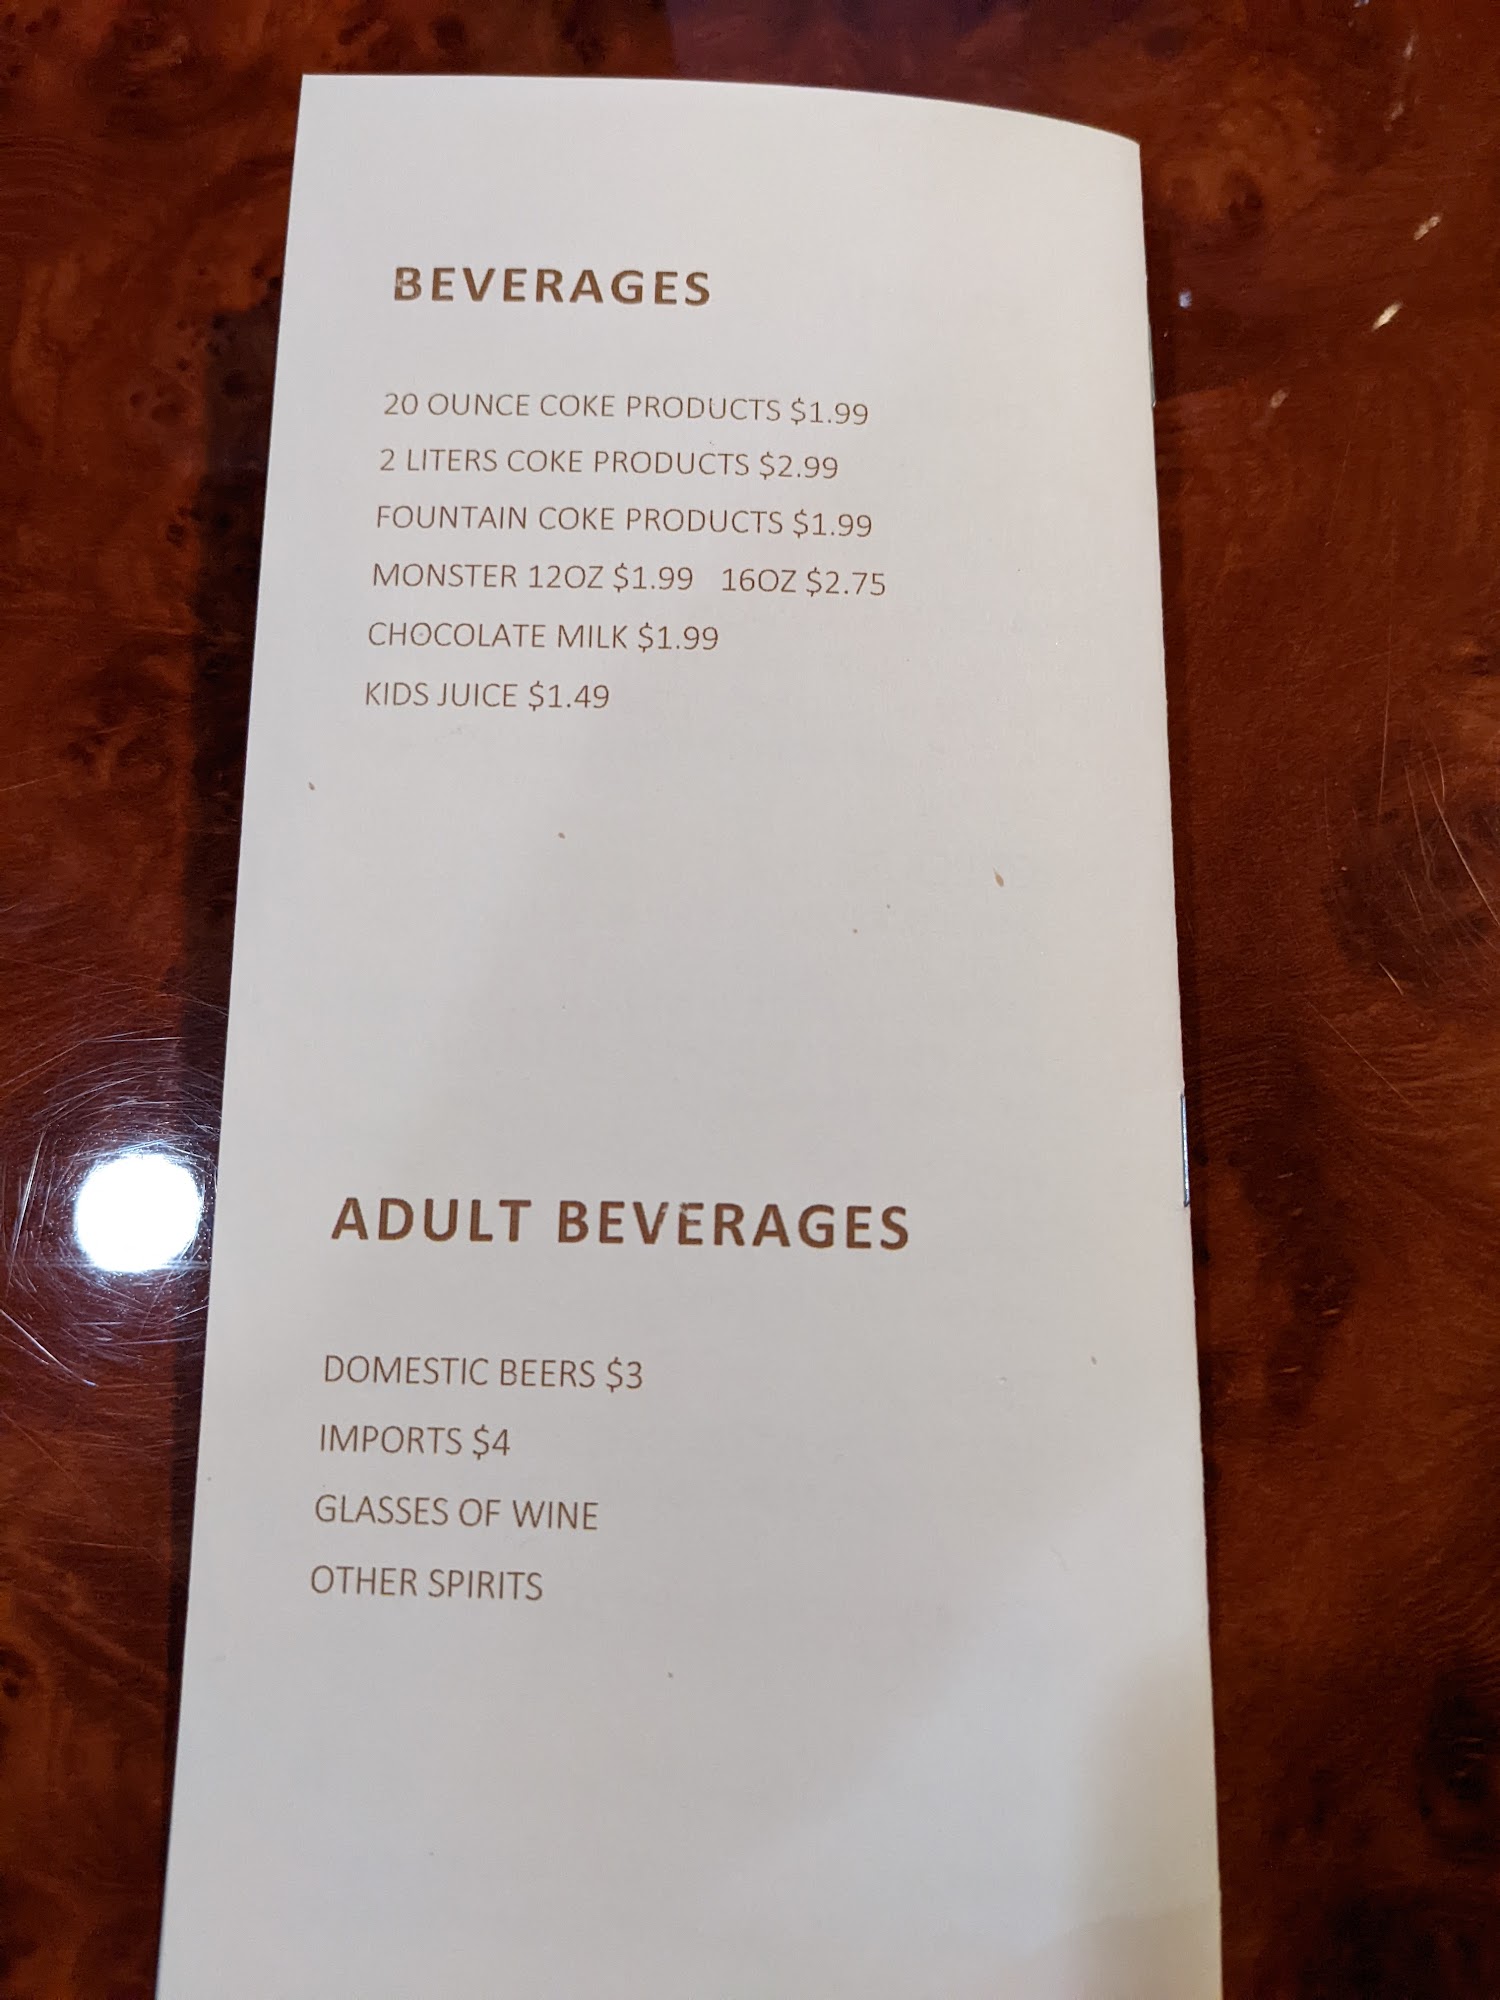 BEVERAGES
20 OUNCE COKE PRODUCTS $1.99
2 LITERS COKE PRODUCTS $2.99
FOUNTAIN COKE PRODUCTS $1.99
MONSTER 12OZ $1.99 16OZ $2.75
CHOCOLATE MILK $1.99
KIDS JUICE $1.49
ADULT BEVERAGES
DOMESTIC BEERS $3
IMPORTS $4
GLASSES OF WINE
OTHER SPIRITS